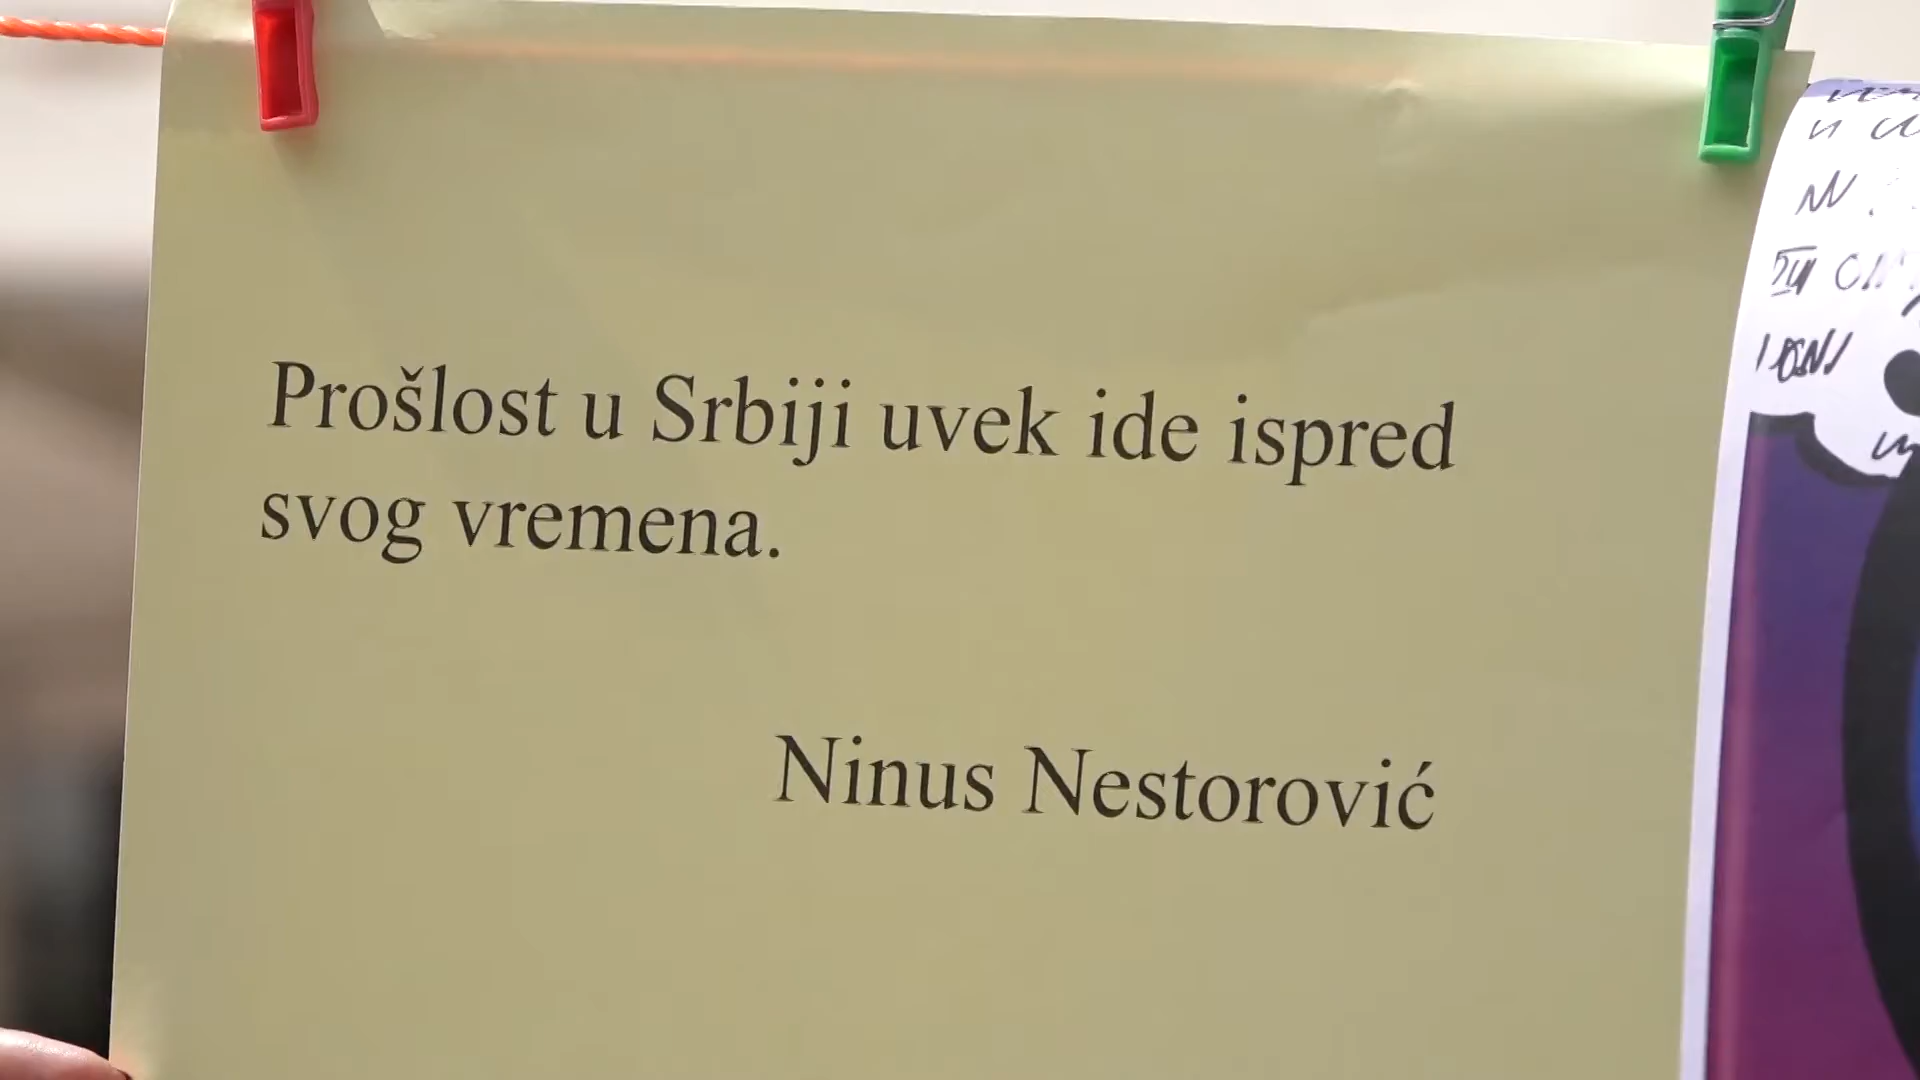 Prošlost u Srbiji uvek ide ispred
svog vremena.
Ninus Nestorović